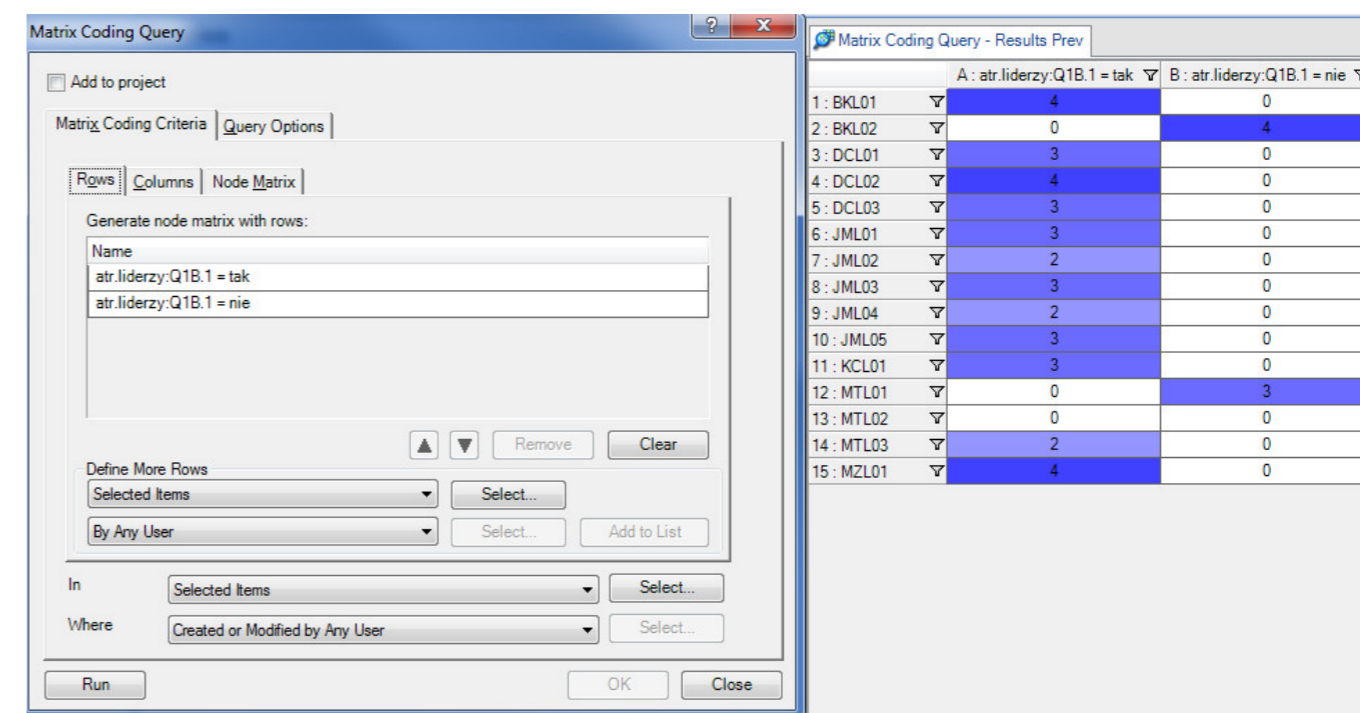 Matrix Coding Query
? x
Add to project
Matrix Coding Criteria Query Options
Rows Columns Node Matrix
Generate node matrix with rows:
Name
atr.liderzy:Q1B.1 = tak
atr.liderzy:Q1B.1 = nie
Remove Clear
Define More Rows
Selected Items Select...
By Any User Select... Add to List
In Selected Items Select...
Where Created or Modified by Any User Select...
Run OK Close
Matrix Coding Query - Results Prev
A : atr.liderzy:Q1B.1 = tak B : atr.liderzy:Q1B.1 = nie
1 : BKL01 4 0
2 : BKL02 0 4
3 : DCL01 3 0
4 : DCL02 4 0
5 : DCL03 3 0
6 : JML01 3 0
7 : JML02 2 0
8 : JML03 3 0
9 : JML04 2 0
10 : JML05 3 0
11 : KCL01 3 0
12 : MTL01 0 3
13 : MTL02 0 0
14 : MTL03 2 0
15 : MZL01 4 0